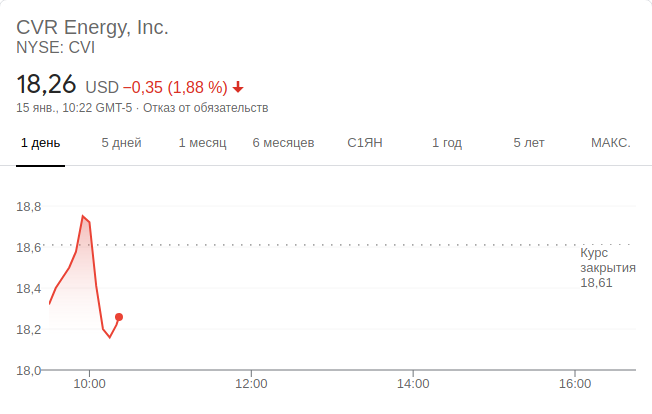 CVR Energy, Inc.
NYSE: CVI
18,26 USD −0,35 (1,88 %)
15 янв., 10:22 GMT-5 · Отказ от обязательств
1 день 5 дней 1 месяц 6 месяцев С1ЯН 1 год 5 лет МАКС.
18,8
18,6
Курс
закрытия
18,61
18,4
18,2
18,0
10:00 12:00 14:00 16:00